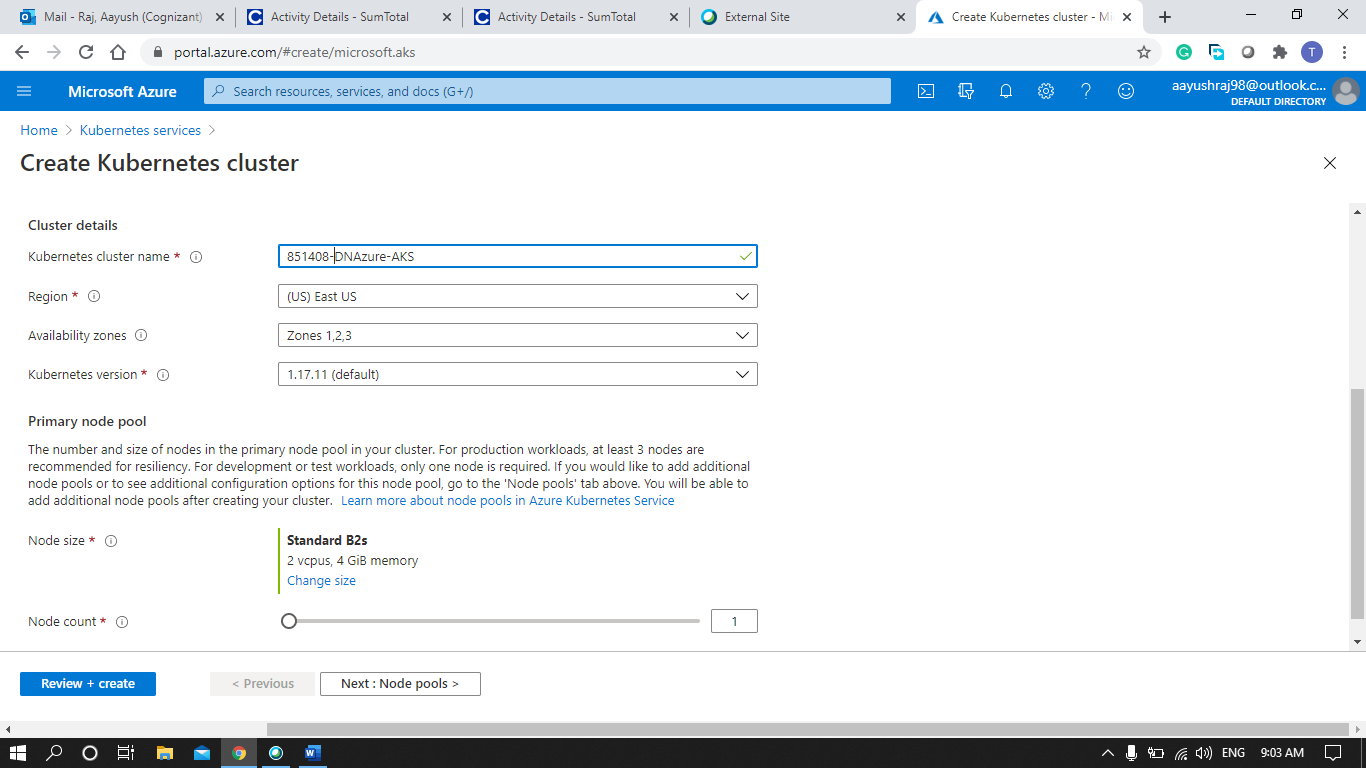 Mail - Raj, Aayush (Cognizant)
Activity Details - SumTotal
Activity Details - SumTotal
External Site
Create Kubernetes cluster - Mi
portal.azure.com/#create/microsoft.aks
T
Microsoft Azure
Search resources, services, and docs (G+/)
aayushraj98@outlook.c...
DEFAULT DIRECTORY
Home > Kubernetes services >
Create Kubernetes cluster
Cluster details
Kubernetes cluster name *
851408-DNAzure-AKS
Region *
(US) East US
Availability zones
Zones 1,2,3
Kubernetes version *
1.17.11 (default)
Primary node pool
The number and size of nodes in the primary node pool in your cluster. For production workloads, at least 3 nodes are
recommended for resiliency. For development or test workloads, only one node is required. If you would like to add additional
node pools or to see additional configuration options for this node pool, go to the 'Node pools' tab above. You will be able to
add additional node pools after creating your cluster. Learn more about node pools in Azure Kubernetes Service
Node size *
Standard B2s
2 vcpus, 4 GiB memory
Change size
Node count *
1
Review + create
< Previous
Next : Node pools >
ENG
9:03 AM